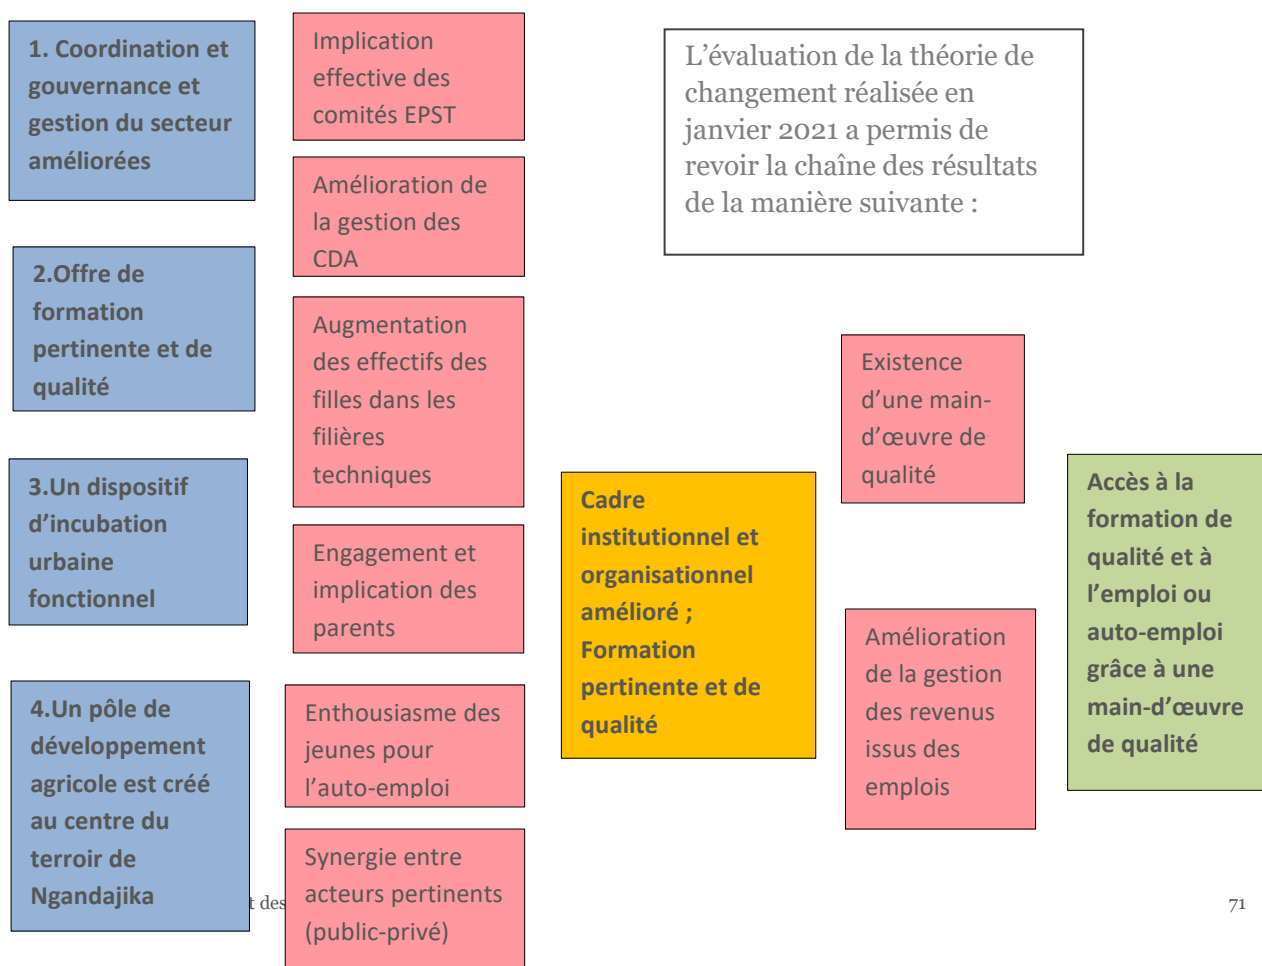 1. Coordination et
gouvernance et
gestion du secteur
améliorées
2.Offre de
formation
pertinente et de
qualité
3.Un dispositif
d’incubation
urbaine
fonctionnel
4.Un pôle de
développement
agricole est créé
au centre du
terroir de
Ngandajika
Implication
effective des
comités EPST
Amélioration de
la gestion des
CDA
Augmentation
des effectifs des
filles dans les
filières
techniques
Engagement et
implication des
parents
Enthousiasme des
jeunes pour
l’auto-emploi
Synergie entre
acteurs pertinents
(public-privé)
L’évaluation de la théorie de
changement réalisée en
janvier 2021 a permis de
revoir la chaîne des résultats
de la manière suivante :
Cadre
institutionnel et
organisationnel
amélioré ;
Formation
pertinente et de
qualité
Existence
d’une main-
d’œuvre de
qualité
Amélioration
de la gestion
des revenus
issus des
emplois
Accès à la
formation de
qualité et à
l’emploi ou
auto-emploi
grâce à une
main-d’œuvre
de qualité
des
71